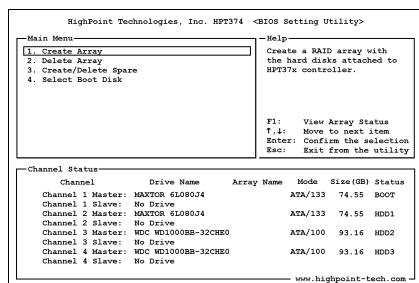 HighPoint Technologies, Inc. HPT374 <BIOS Setting Utility>
Main Menu
1. Create Array
2. Delete Array
3. Create/Delete Spare
4. Select Boot Disk
Help
Create a RAID array with
the hard disks attached to
HPT37x controller.
F1: View Array Status
↑,↓: Move to next item
Enter: Confirm the selection
Esc: Exit from the utility
Channel Status
Channel Drive Name Array Name Mode Size(GB) Status
Channel 1 Master: MAXTOR 6L080J4 ATA/133 74.55 BOOT
Channel 1 Slave: No Drive
Channel 2 Master: MAXTOR 6L080J4 ATA/133 74.55 HDD1
Channel 2 Slave: No Drive
Channel 3 Master: WDC WD1000BB-32CHE0 ATA/100 93.16 HDD2
Channel 3 Slave: No Drive
Channel 4 Master: WDC WD1000BB-32CHE0 ATA/100 93.16 HDD3
Channel 4 Slave: No Drive
www.highpoint-tech.com